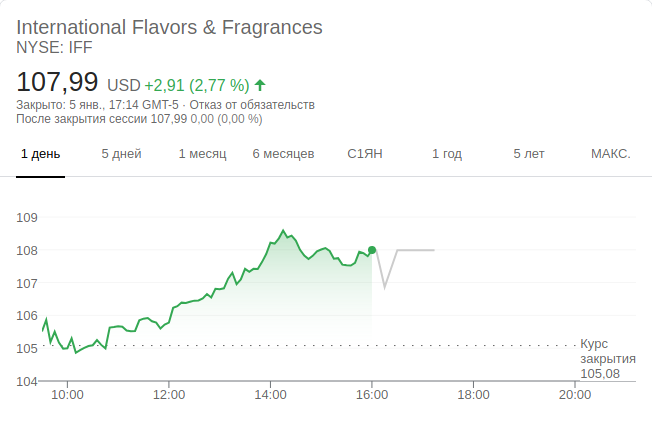 International Flavors & Fragrances
NYSE: IFF
107,99 USD +2,91 (2,77 %)
Закрыто: 5 янв., 17:14 GMT-5 · Отказ от обязательств
После закрытия сессии 107,99 0,00 (0,00 %)
1 день 5 дней 1 месяц 6 месяцев С1ЯН 1 год 5 лет МАКС.
109
108
107
106
105
104
Курс
закрытия
105,08
10:00 12:00 14:00 16:00 18:00 20:00